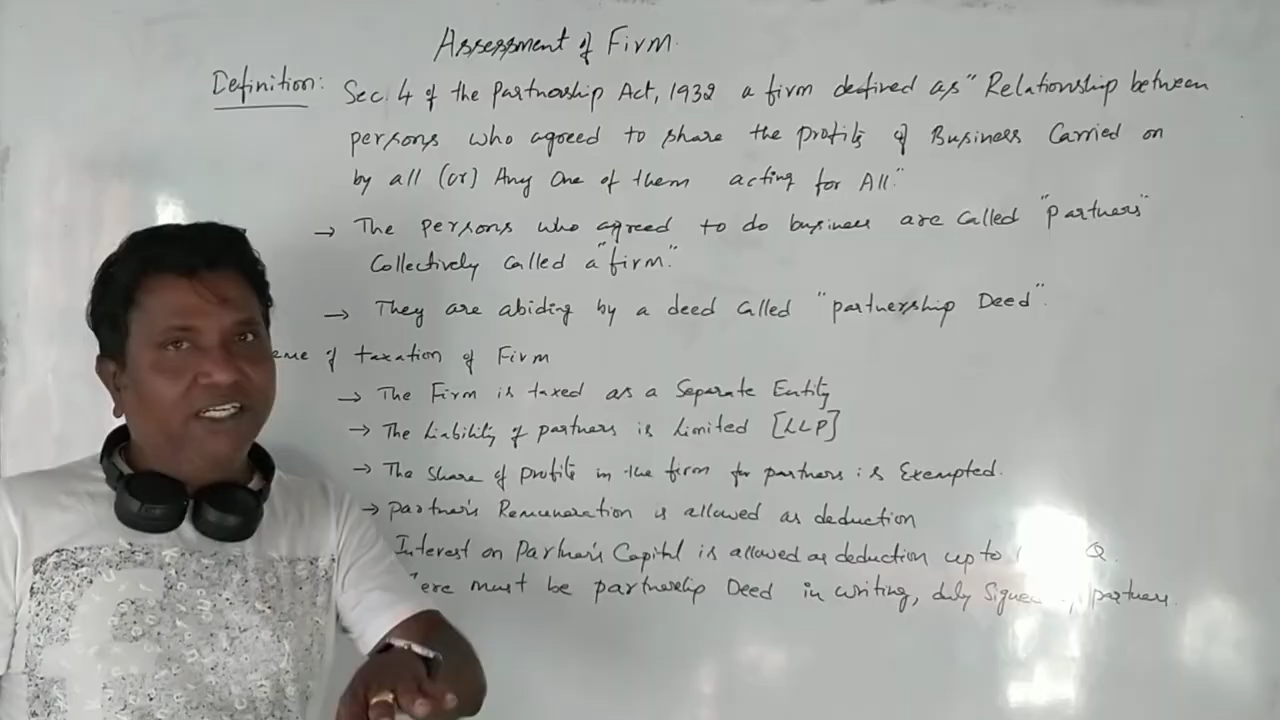 Assessment of Firm.
Definition: Sec. 4 of the Partnership Act, 1932 a firm defined as "Relationship between
persons who agreed to share the profits of Business Carried on
by all (or) Any One of them acting for All."
→ The persons who agreed to do business are called "partners"
Collectively called a "firm."
→ They are abiding by a deed called "partnership Deed".
of taxation of Firm
→ The Firm is taxed as a Separate Entity
→ The Liability of partners is Limited [LLP]
→ The share of profits in the firm for partners is Exempted.
→ partner's Remuneration is allowed as deduction
Interest on Partner's Capital is allowed as deduction up to
must be partnership Deed in writing, duly partners.